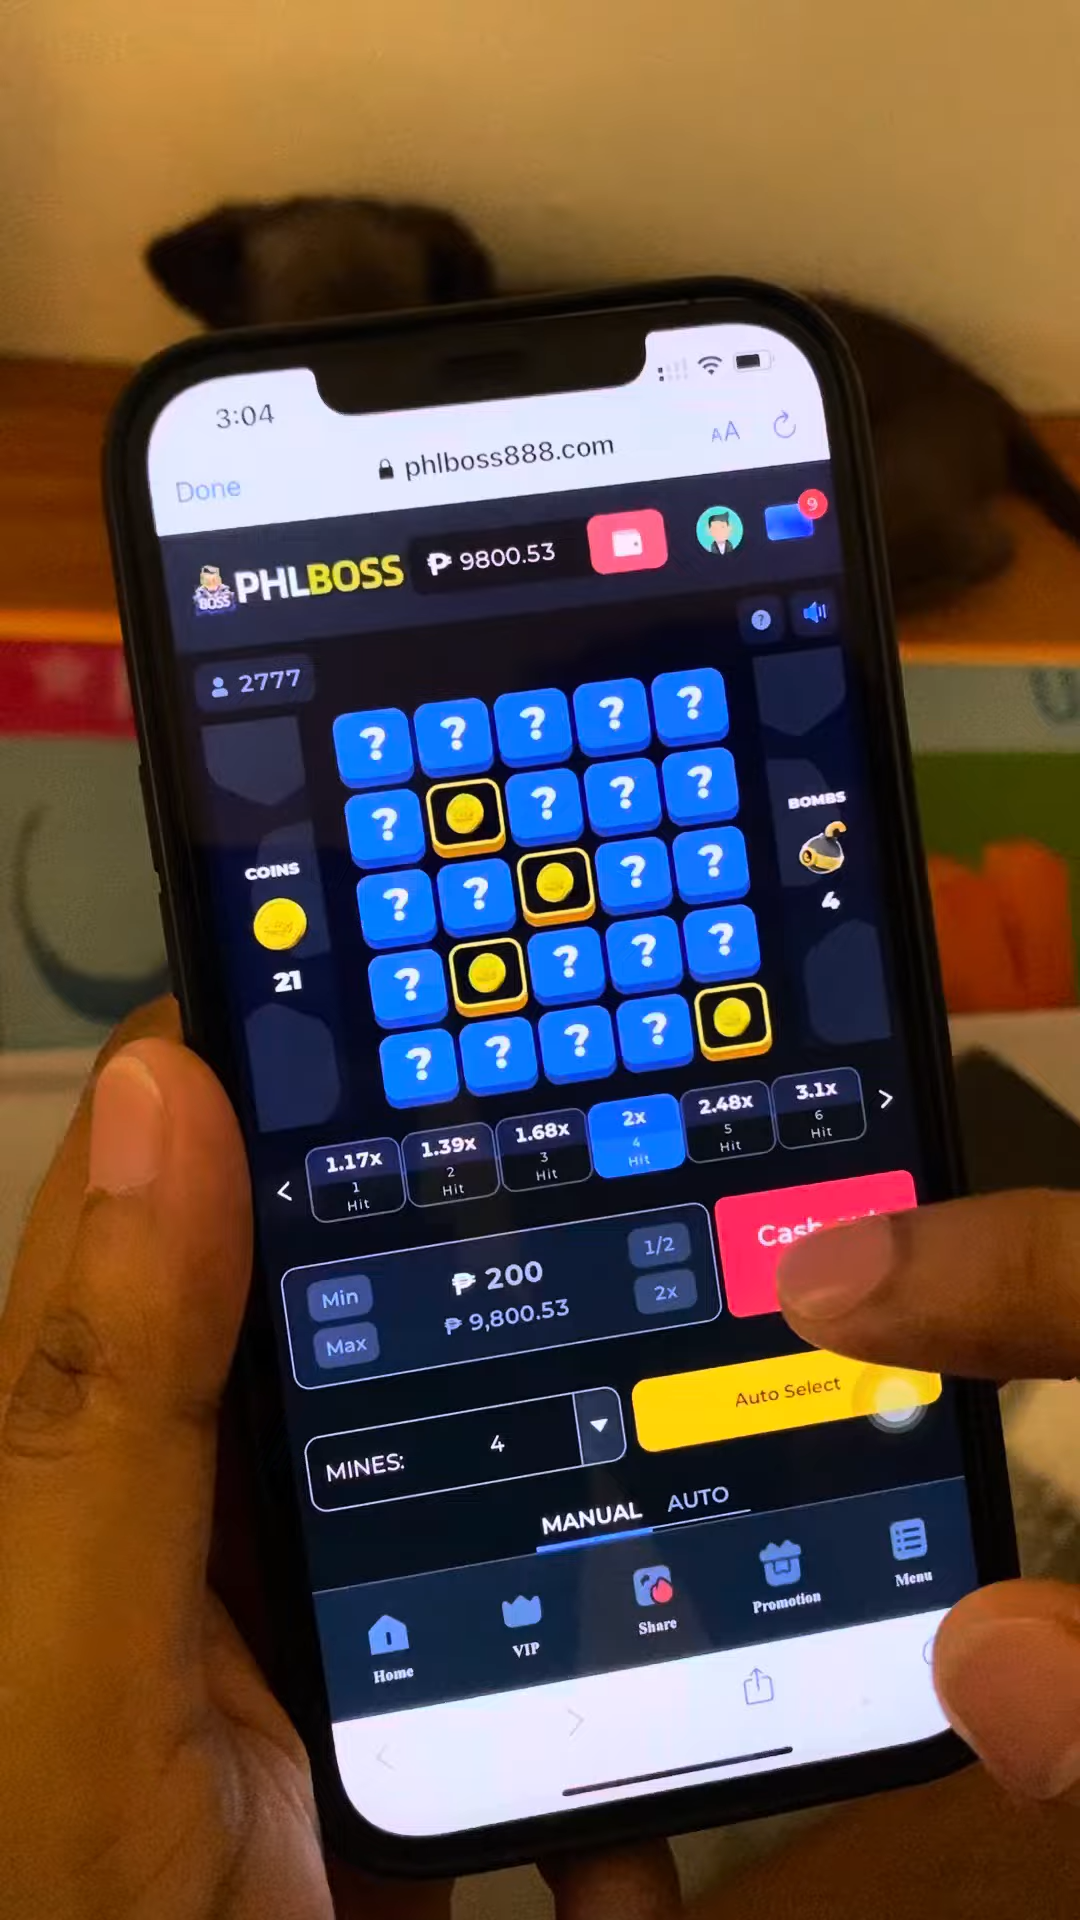 3:04
Done
phlboss888.com
AA
BOSS
PHLBOSS
₱ 9800.53
9
2777
?
? ? ? ? ?
? ? ? ?
? ? ? ?
? ? ? ?
? ? ? ?
COINS
21
BOMBS
4
1.17x
1
Hit
1.39x
2
Hit
1.68x
3
Hit
2x
4
Hit
2.48x
5
Hit
3.1x
6
Hit
Min
Max
₱ 200
₱ 9,800.53
1/2
2x
Cash
MINES: 4
Auto Select
MANUAL
AUTO
Home
VIP
Share
Promotion
Menu